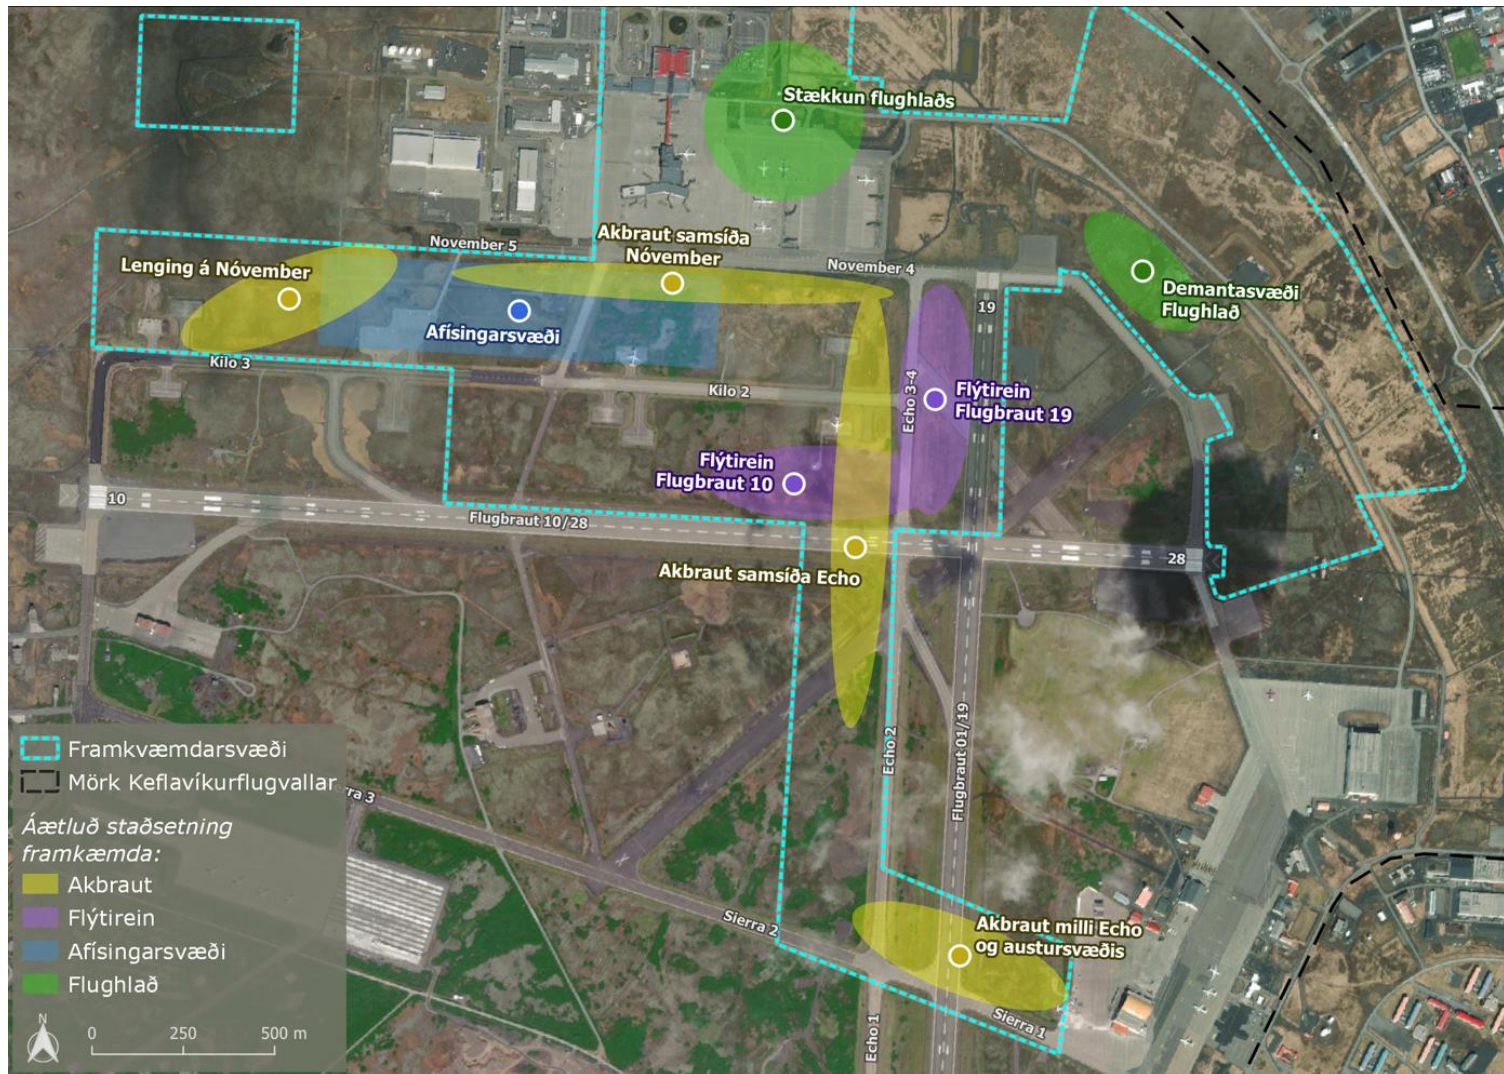 Stækkun flughlaðs
Akbraut samsíða
Nóvember
November 5
November 4
Lenging á Nóvember
Demantasvæði
Flughlað
19
Afísingarsvæði
Kilo 3
Kilo 2
Echo 3-4
Flýtirein
Flugbraut 19
Flýtirein
Flugbraut 10
10
Flugbraut 10/28
28
Akbraut samsíða Echo
Echo 2
Flugbraut 01/19
Framkvæmdarsvæði
Mörk Keflavíkurflugvallar
rra 3
Áætluð staðsetning
framkæmda:
Akbraut
Flýtirein
Afísingarsvæði
Flughlað
Sierra 2
Akbraut milli Echo
og austursvæðis
Sierra 1
Echo 1
N
0 250 500 m